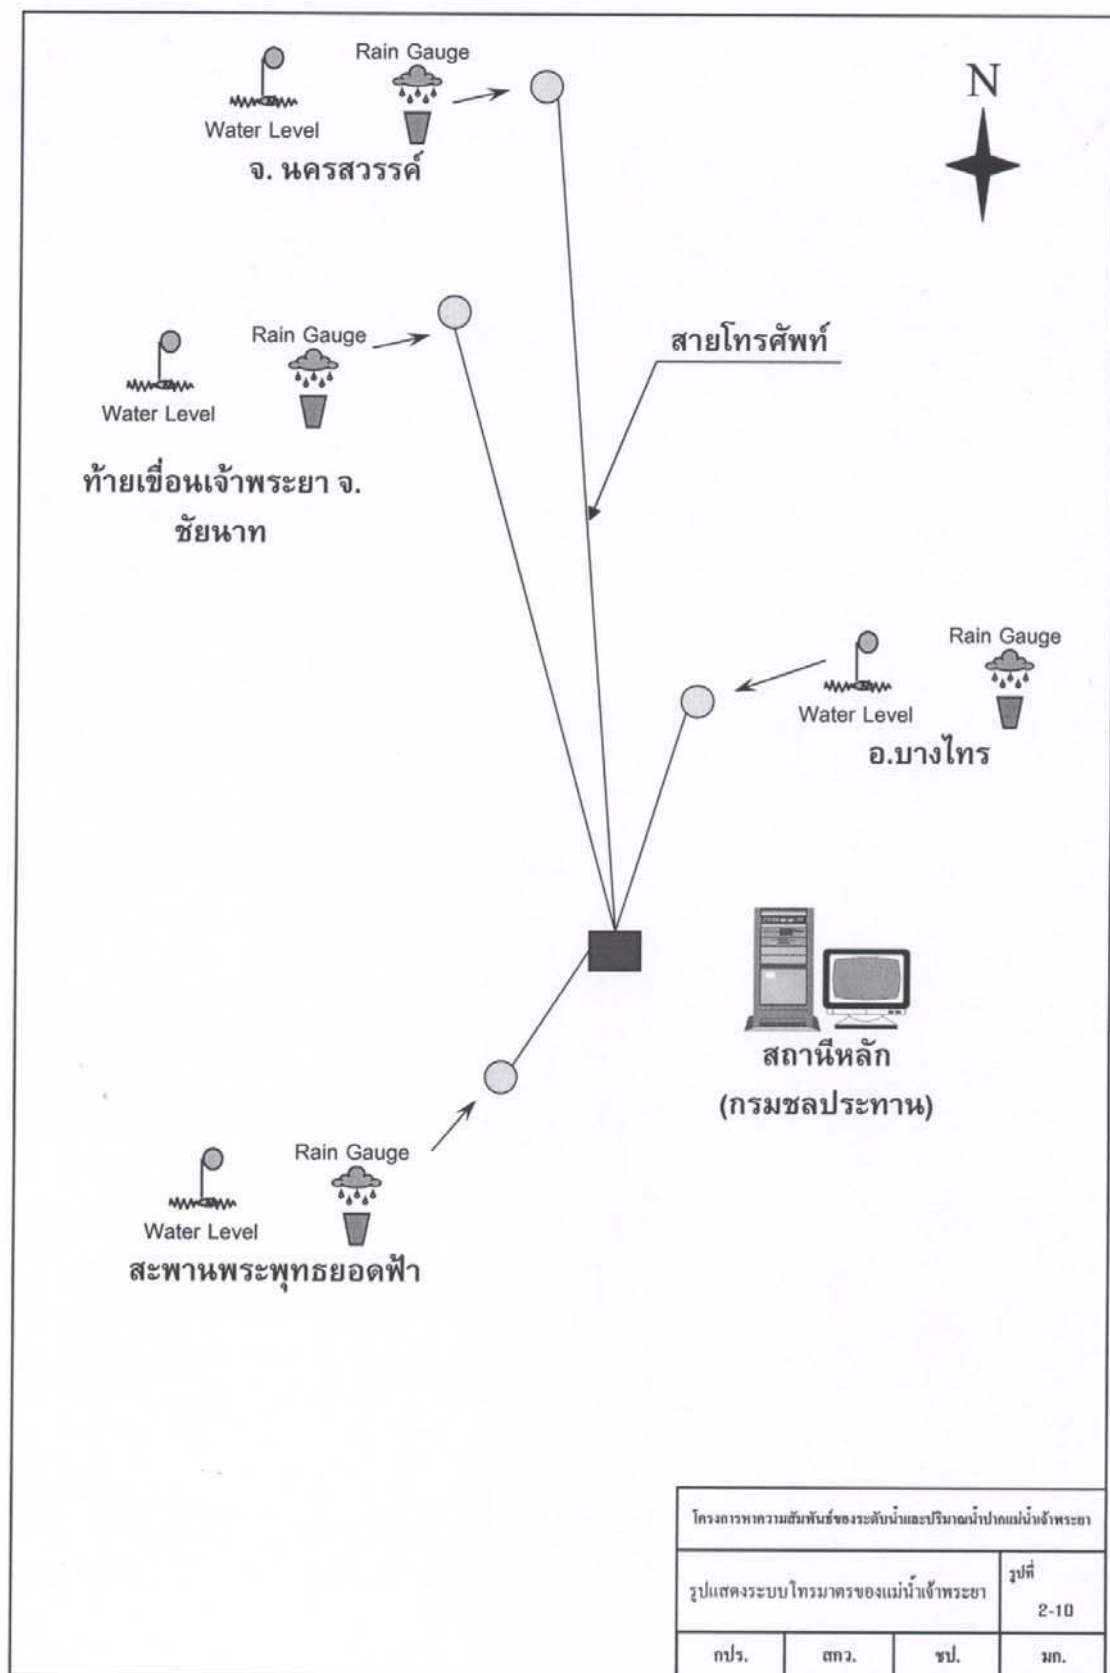 Rain Gauge
N
Water Level
จ. นครสวรรค์
Rain Gauge
สายโทรศัพท์
Water Level
ท้ายเขื่อนเจ้าพระยา จ.
ชัยนาท
Rain Gauge
Water Level
อ.บางไทร
สถานีหลัก
(กรมชลประทาน)
Rain Gauge
Water Level
สะพานพระพุทธยอดฟ้า
โครงการหาความสัมพันธ์ของระดับน้ำและปริมาณน้ำปากแม่น้ำเจ้าพระยา
รูปแสดงระบบโทรมาตรของแม่น้ำเจ้าพระยา
รูปที่
2-10
กปร. สกว. ชป. มก.